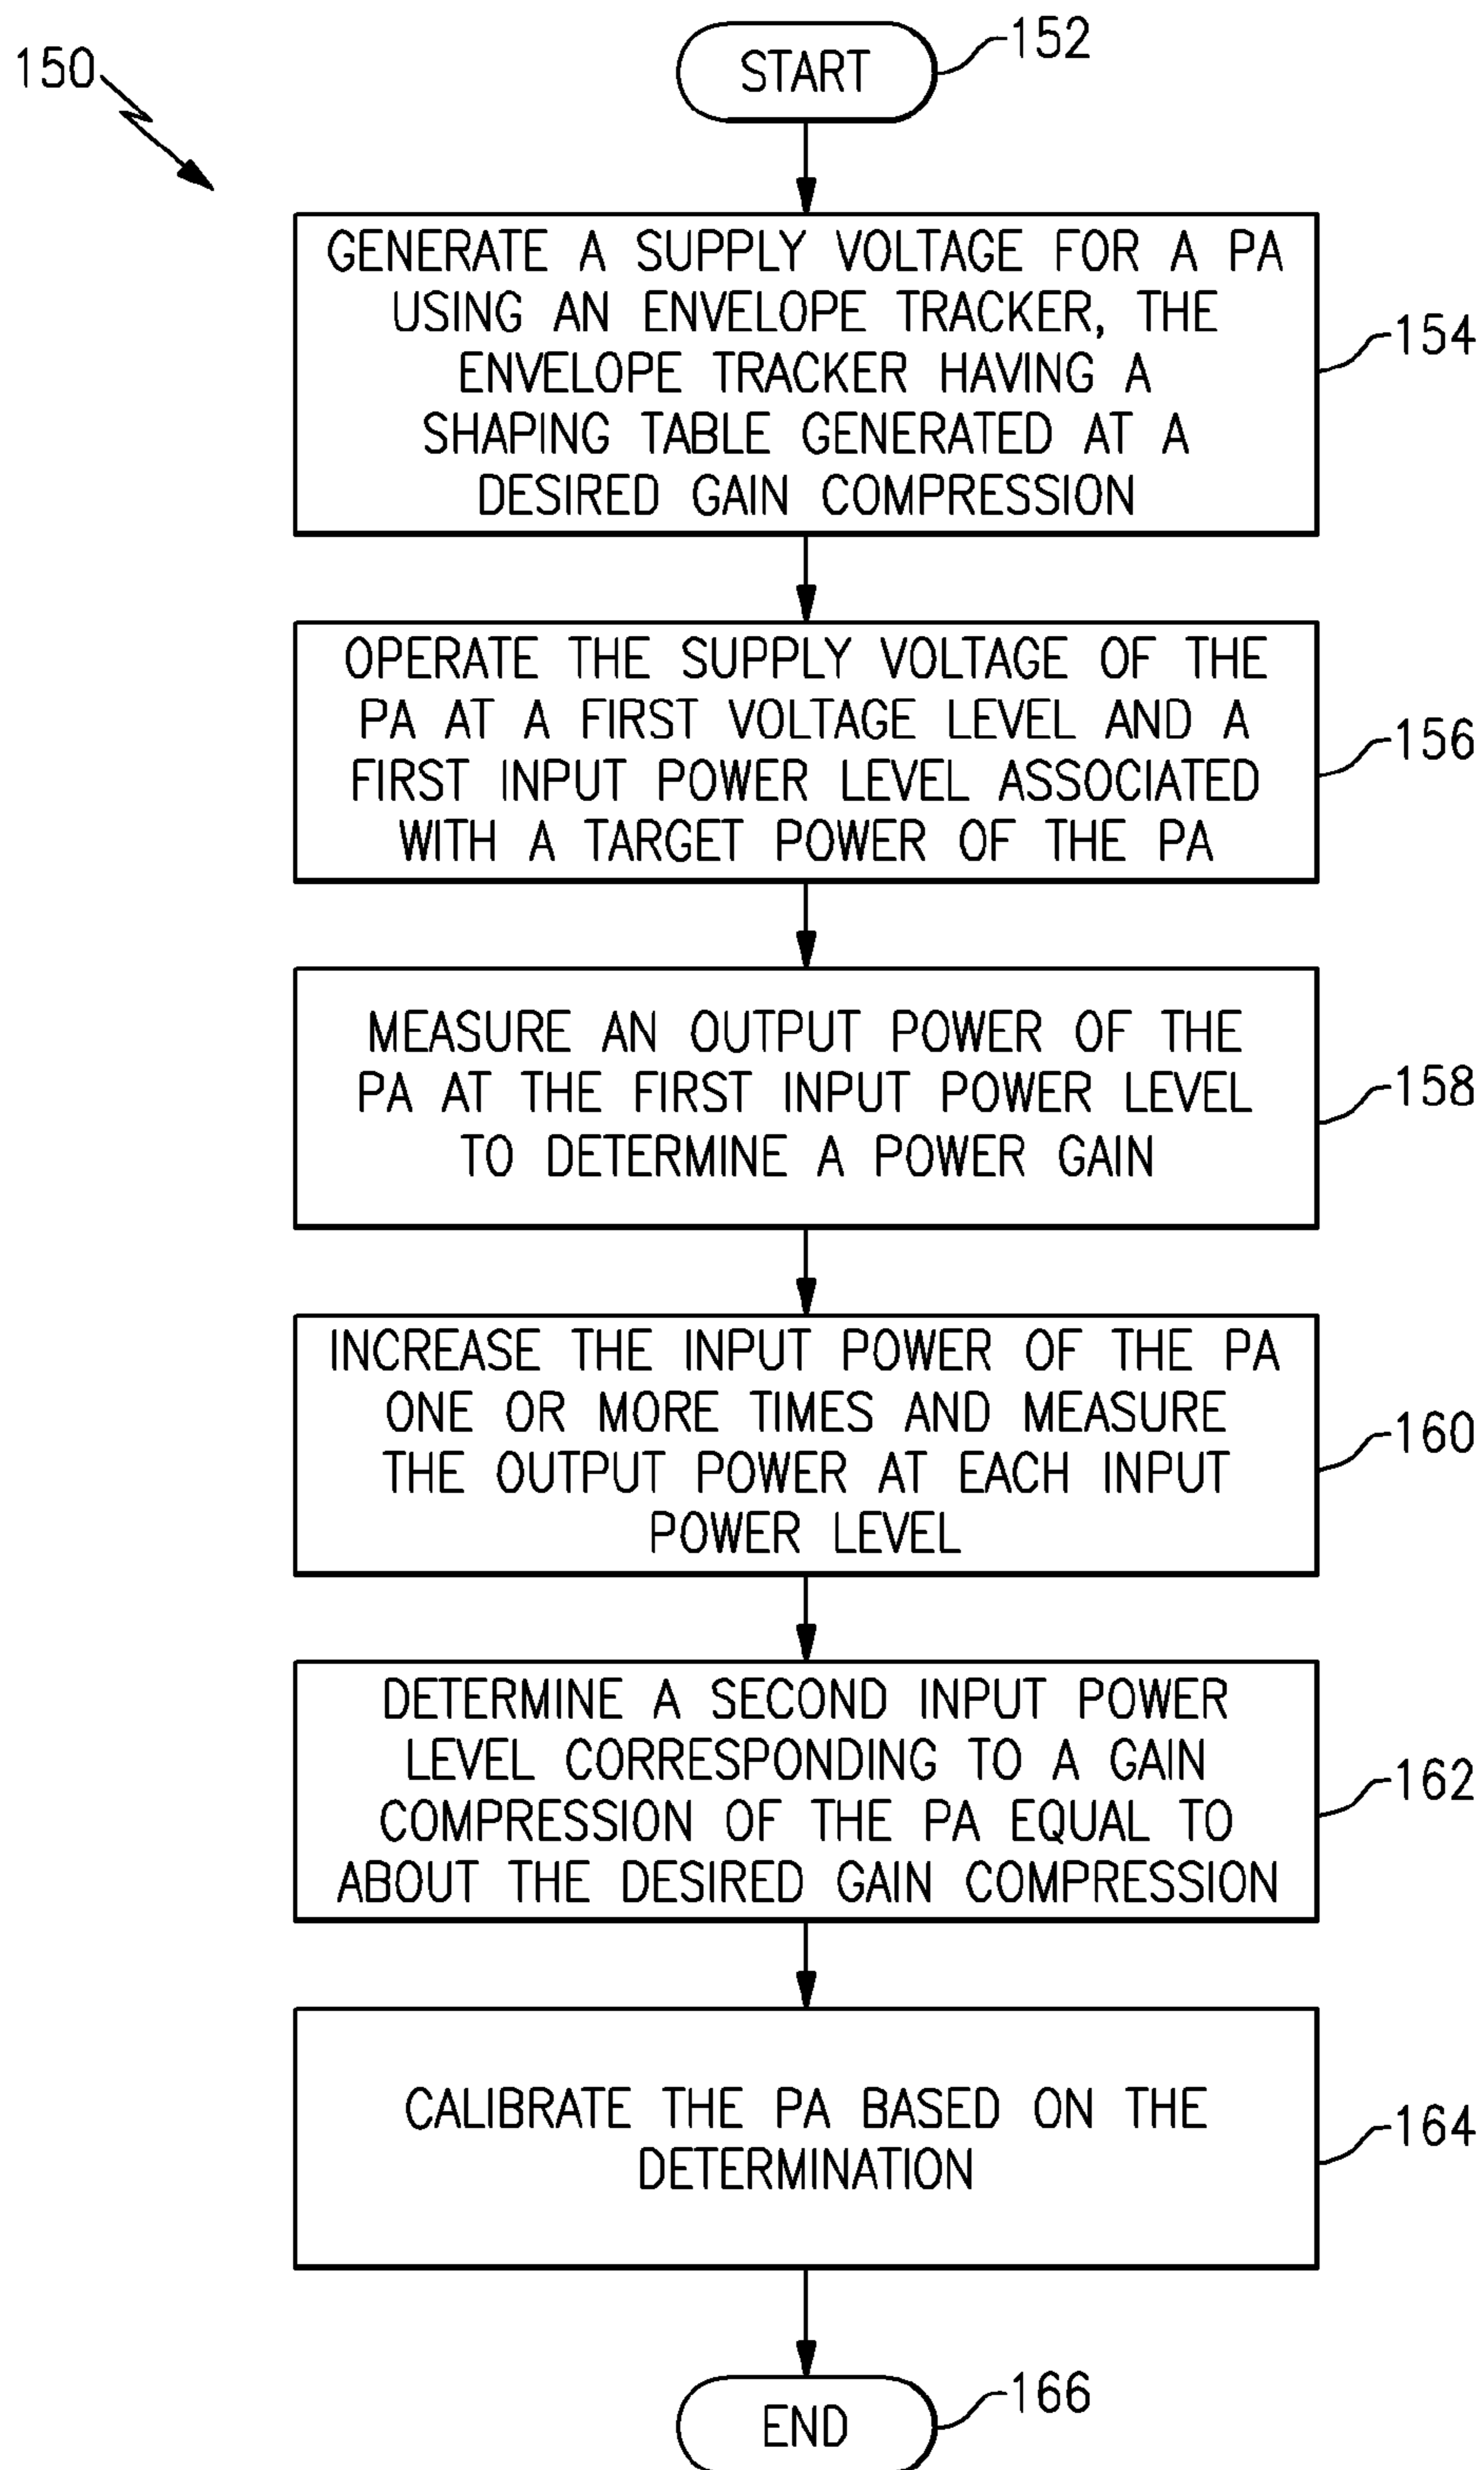 150
START
152
GENERATE A SUPPLY VOLTAGE FOR A PA
USING AN ENVELOPE TRACKER, THE
ENVELOPE TRACKER HAVING A
SHAPING TABLE GENERATED AT A
DESIRED GAIN COMPRESSION
154
OPERATE THE SUPPLY VOLTAGE OF THE
PA AT A FIRST VOLTAGE LEVEL AND A
FIRST INPUT POWER LEVEL ASSOCIATED
WITH A TARGET POWER OF THE PA
156
MEASURE AN OUTPUT POWER OF THE
PA AT THE FIRST INPUT POWER LEVEL
TO DETERMINE A POWER GAIN
158
INCREASE THE INPUT POWER OF THE PA
ONE OR MORE TIMES AND MEASURE
THE OUTPUT POWER AT EACH INPUT
POWER LEVEL
160
DETERMINE A SECOND INPUT POWER
LEVEL CORRESPONDING TO A GAIN
COMPRESSION OF THE PA EQUAL TO
ABOUT THE DESIRED GAIN COMPRESSION
162
CALIBRATE THE PA BASED ON THE
DETERMINATION
164
END
166